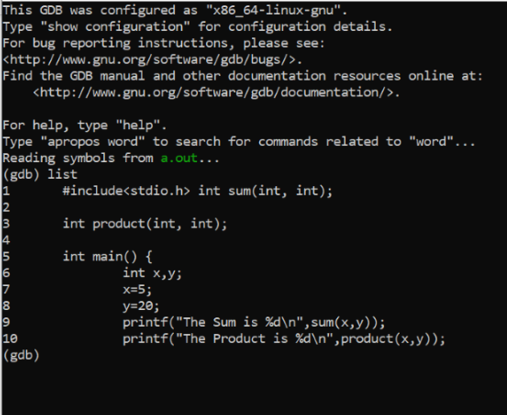 This GDB was configured as "x86_64-linux-gnu".
Type "show configuration" for configuration details.
For bug reporting instructions, please see:
<http://www.gnu.org/software/gdb/bugs/>.
Find the GDB manual and other documentation resources online at:
    <http://www.gnu.org/software/gdb/documentation/>.
For help, type "help".
Type "apropos word" to search for commands related to "word"...
Reading symbols from a.out...
(gdb) list
1       #include<stdio.h> int sum(int, int);
2
3       int product(int, int);
4
5       int main() {
6               int x,y;
7               x=5;
8               y=20;
9               printf("The Sum is %d\n",sum(x,y));
10              printf("The Product is %d\n",product(x,y));
(gdb)